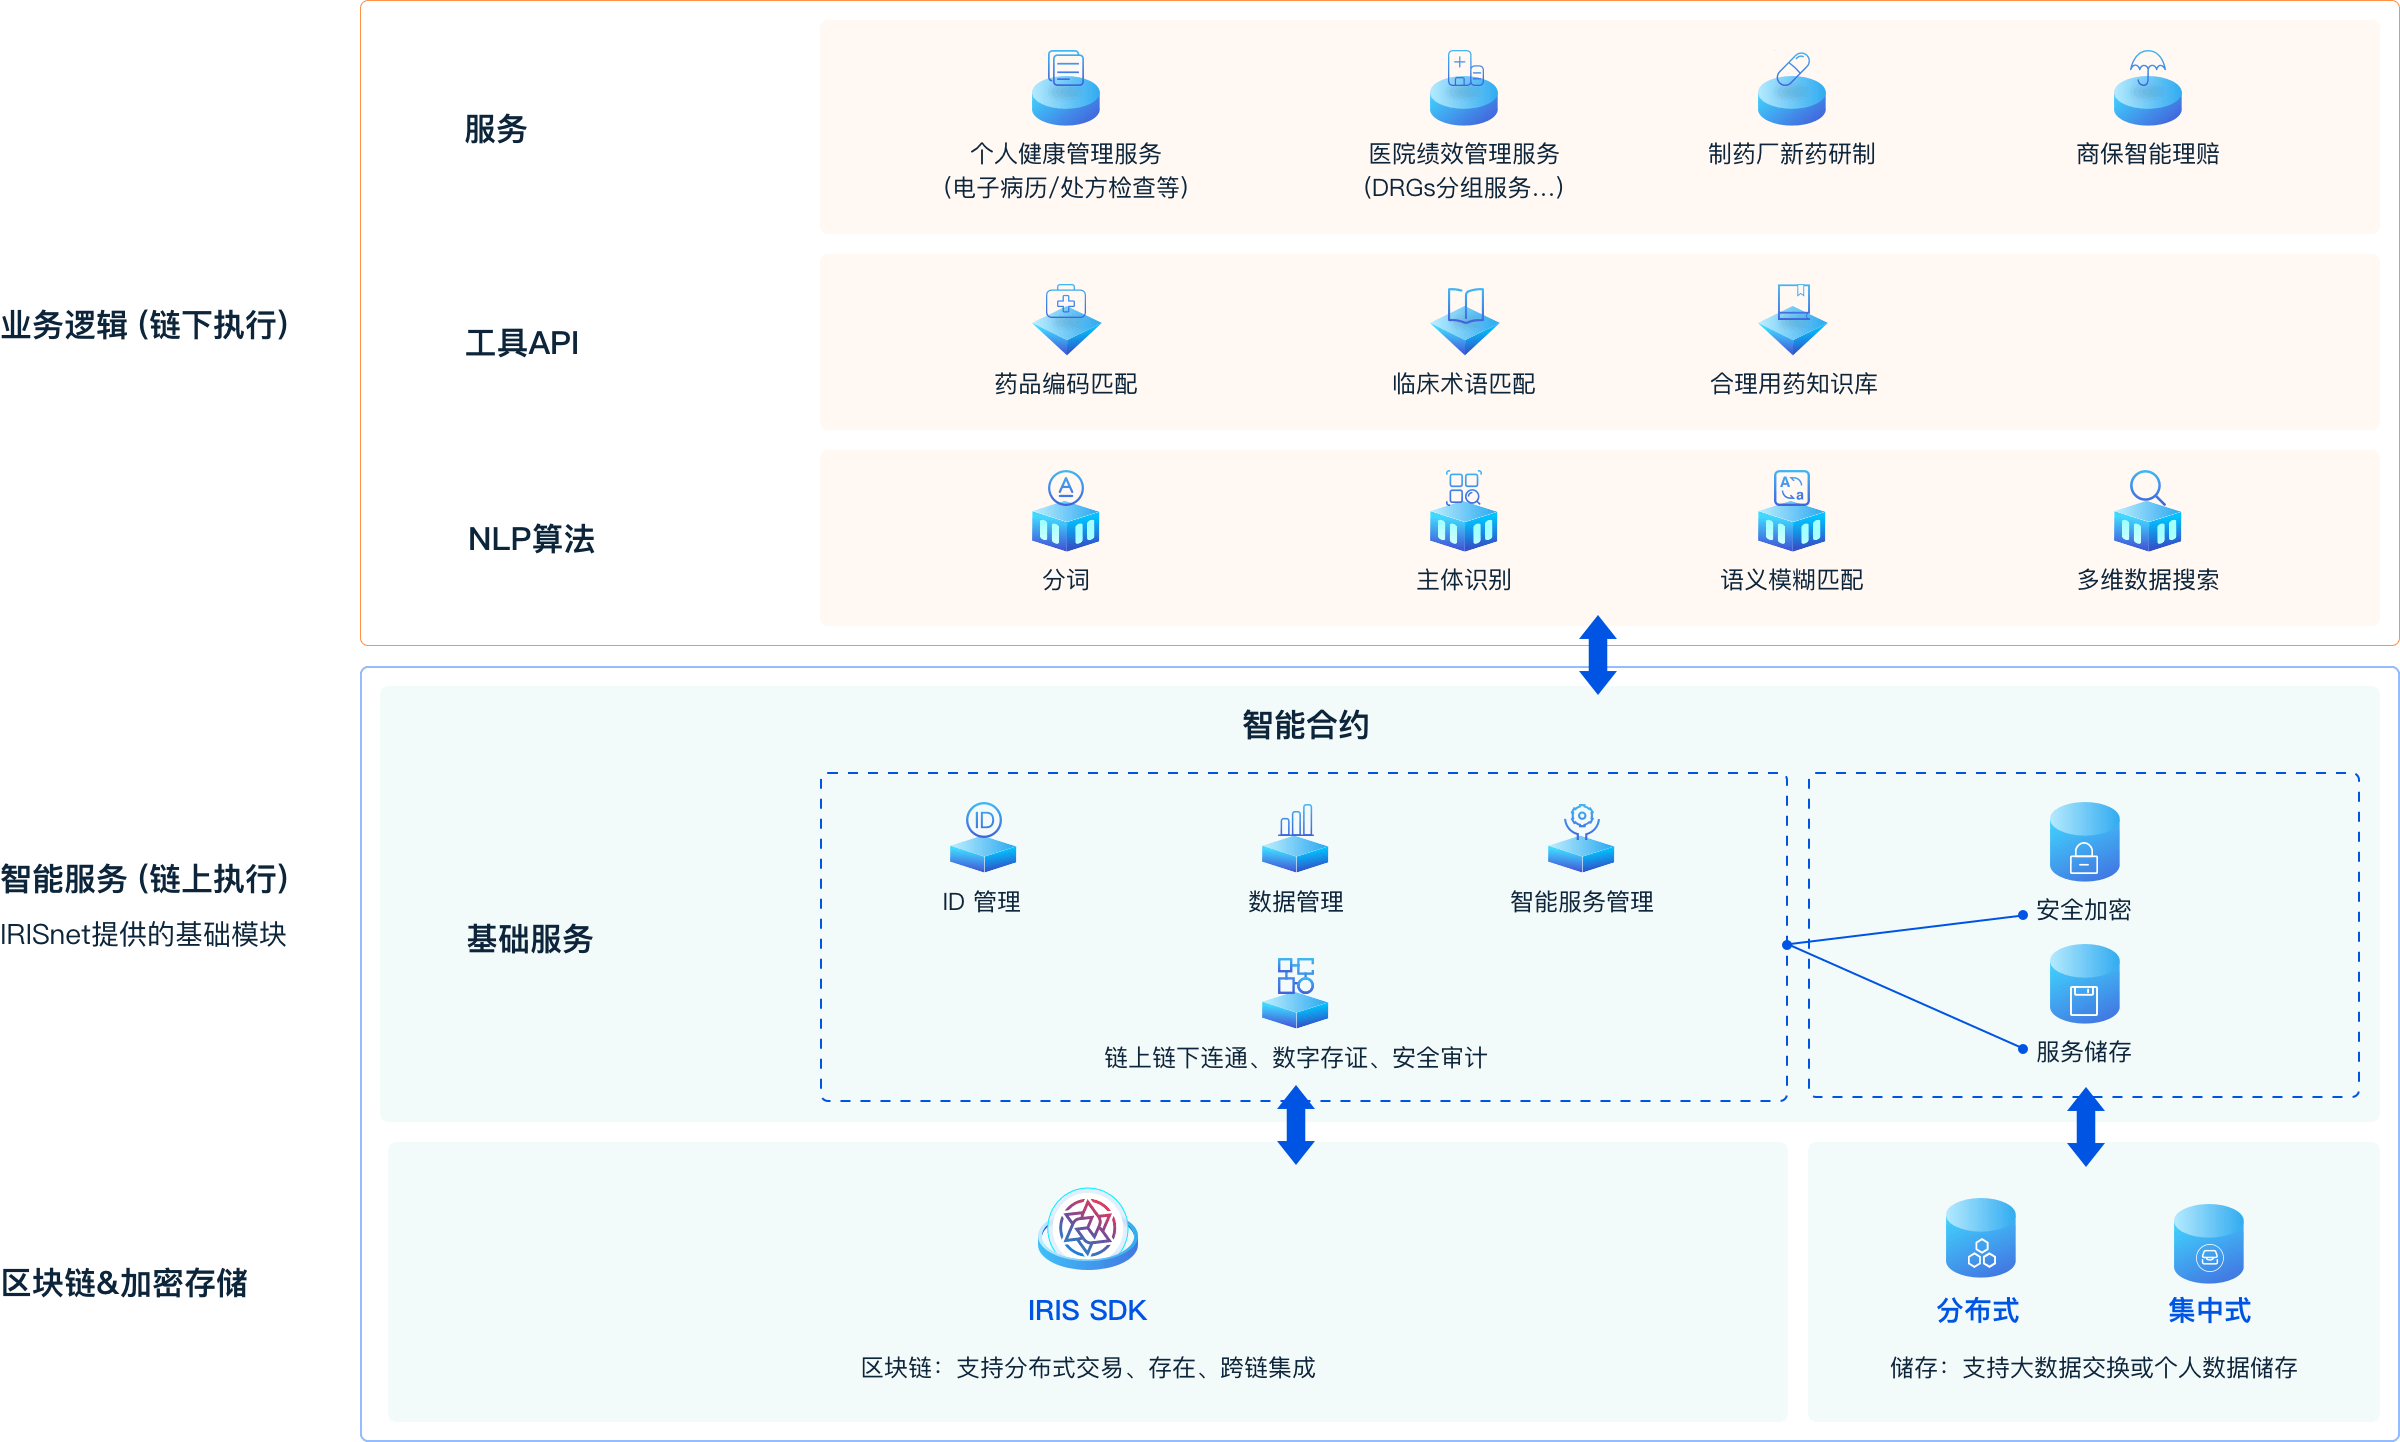 业务逻辑 (链下执行)
服务
个人健康管理服务
(电子病历/处方检查等)
医院绩效管理服务
(DRGs分组服务...)
制药厂新药研制
商保智能理赔
工具API
药品编码匹配
临床术语匹配
合理用药知识库
NLP算法
A
分词
主体识别
A a
语义模糊匹配
多维数据搜索
智能服务 (链上执行)
IRISnet提供的基础模块
智能合约
基础服务
ID
ID 管理
数据管理
智能服务管理
链上链下连通、数字存证、安全审计
安全加密
服务储存
区块链&加密存储
IRIS SDK
区块链：支持分布式交易、存在、跨链集成
分布式
集中式
储存：支持大数据交换或个人数据储存